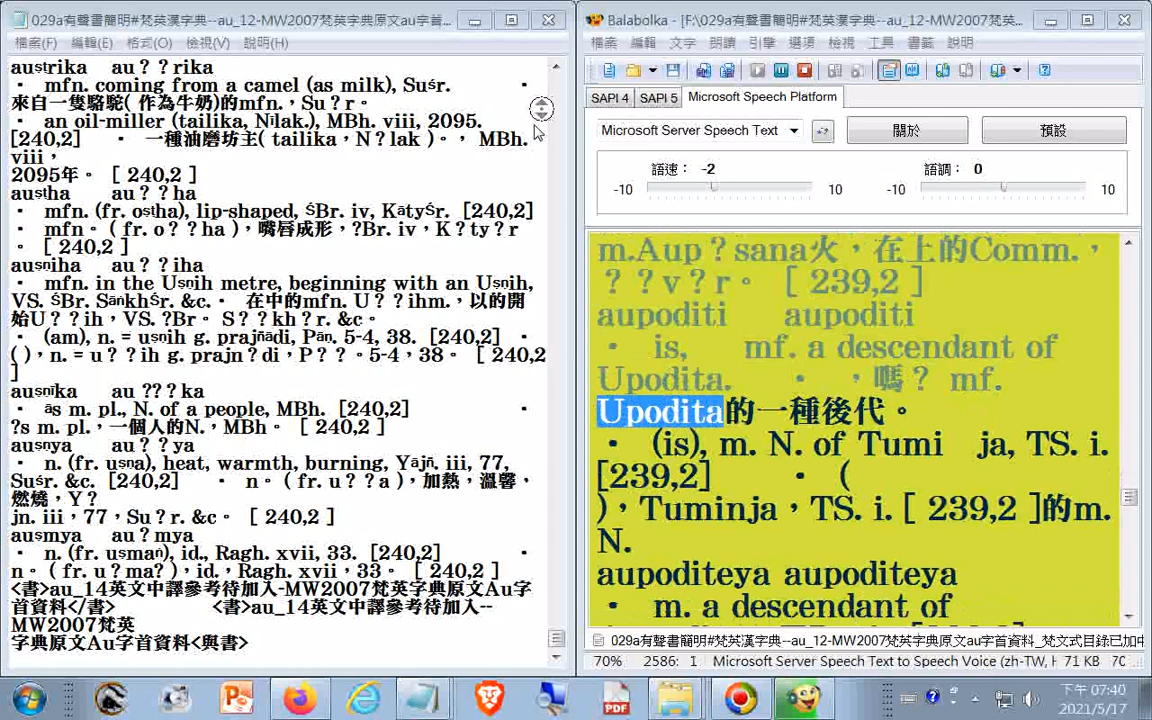 029a有聲書簡明#梵英漢字典--au_12-MW2007梵英字典原文au字首...
檔案(F) 編輯(E) 格式(O) 檢視(V) 說明(H)
auṣṭrika au？？rika
• mfn. coming from a camel (as milk), Suśr. •
來自一隻駱駝( 作為牛奶)的mfn.，Su？r。
• an oil-miller (tailika, Nīlak.), MBh. viii, 2095.
[240,2] • 一種油磨坊主( tailika，N？lak )。， MBh.
viii，
2095年。 [ 240,2 ]
auṣṭha au？？ha
• mfn. (fr. oṣṭha), lip-shaped, ŚBr. iv, KātyŚr. [240,2]
• mfn。( fr. o？？ha )，嘴唇成形，?Br. iv，K？ty？r
。 [ 240,2 ]
auṣṇiha au？？iha
• mfn. in the Uṣṇih metre, beginning with an Uṣṇih,
VS. ŚBr. ŚāṅkhŚr. &c. • 在中的mfn. U？？ihm.，以的開
始U？？ih，VS. ?Br。 S？？kh？r. &c。
• (am), n. = uṣṇih g. prajñādi, Pāṇ. 5-4, 38. [240,2] •
( )，n. = u？？ih g. prajn？di，P？？。5-4，38。 [ 240,2
]
auṣṇīka au ???ka
• ās m. pl., N. of a people, MBh. [240,2] •
?s m. pl.，一個人的N.，MBh。 [ 240,2 ]
auṣṇya au？？ya
• n. (fr. uṣṇa), heat, warmth, burning, Yājñ. iii, 77,
Suśr. &c. [240,2] • n。( fr. u？？a )，加熱，溫馨，
燃燒，Y？
jn. iii，77，Su？r. &c。 [ 240,2 ]
auṣmya au？mya
• n. (fr. uṣman), id., Ragh. xvii, 33. [240,2] •
n。( fr. u？ma?)，id.，Ragh. xvii，33。 [ 240,2 ]
<書>au_14英文中譯參考待加入-MW2007梵英字典原文Au字
首資料</書> <書>au_14英文中譯參考待加入--
MW2007梵英
字典原文Au字首資料<與書>
Balabolka - [F:\029a有聲書簡明#梵英漢字典--au_12-MW2007梵英...
檔案 編輯 文字 朗讀 引擎 選項 檢視 工具 書籤 說明
SAPI 4 SAPI 5 Microsoft Speech Platform
Microsoft Server Speech Text 關於 預設
語速： -2 語調： 0
-10 10 -10 10
m.Aup？sana火，在上的Comm.，
？？v？r。 [ 239,2 ]
aupoditi aupoditi
• is, mf. a descendant of
Upodita. • ，嗎？ mf.
Upodita的一種後代。
• (is), m. N. of Tumi ja, TS. i.
[239,2] • (
)，Tuminja，TS. i. [ 239,2 ]的m.
N.
aupoditeya aupoditeya
• m. a descendant of
029a有聲書簡明#梵英漢字典--au_12-MW2007梵英字典原文au字首資料_梵文式目錄已加中
70% 2586: 1 Microsoft Server Speech Text to Speech Voice (zh-TW, H 71 KB
下午 07:40
2021/5/17